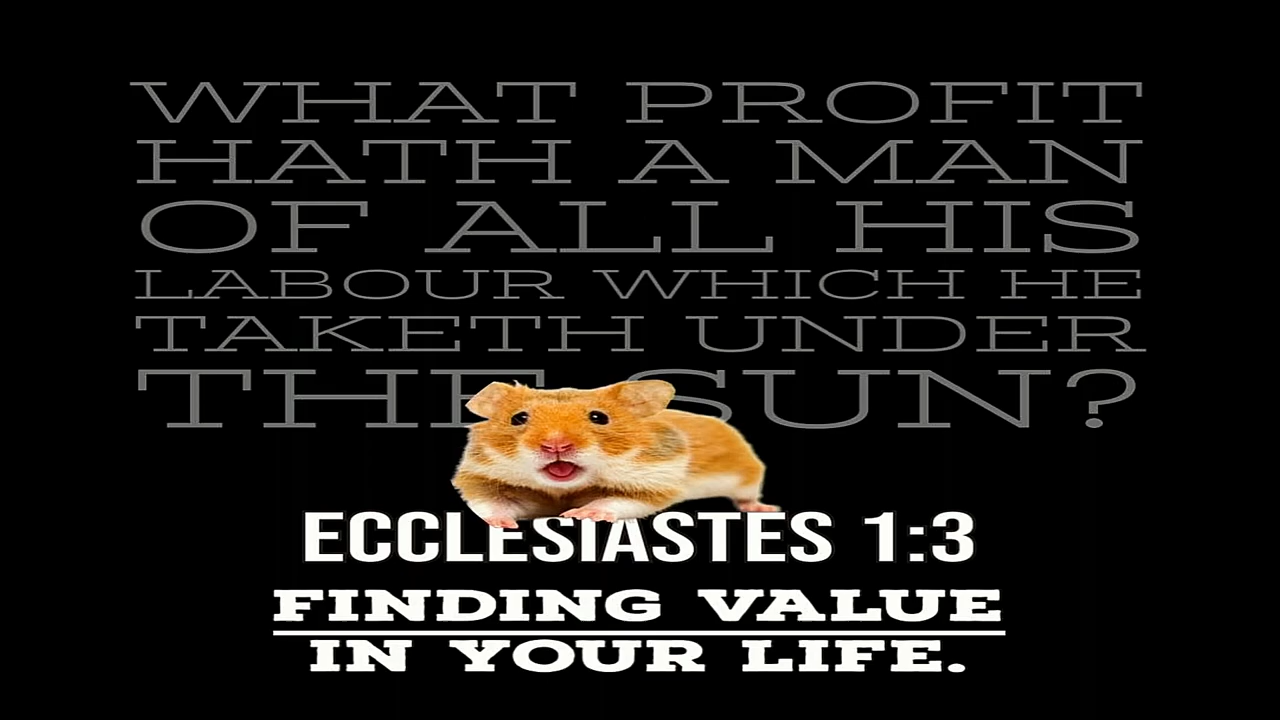 WHAT PROFIT
HATH A MAN
OF ALL HIS
LABOUR WHICH HE
TAKETH UNDER
THE SUN?
ECCLESIASTES 1:3
FINDING VALUE
IN YOUR LIFE.